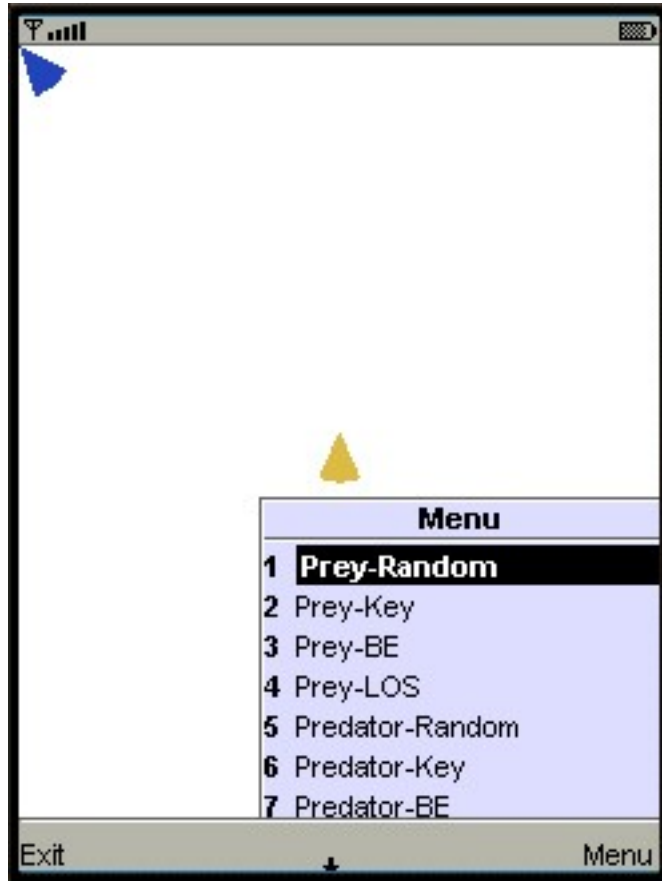 Menu
1 Prey-Random
2 Prey-Key
3 Prey-BE
4 Prey-LOS
5 Predator-Random
6 Predator-Key
7 Predator-BE
Exit Menu